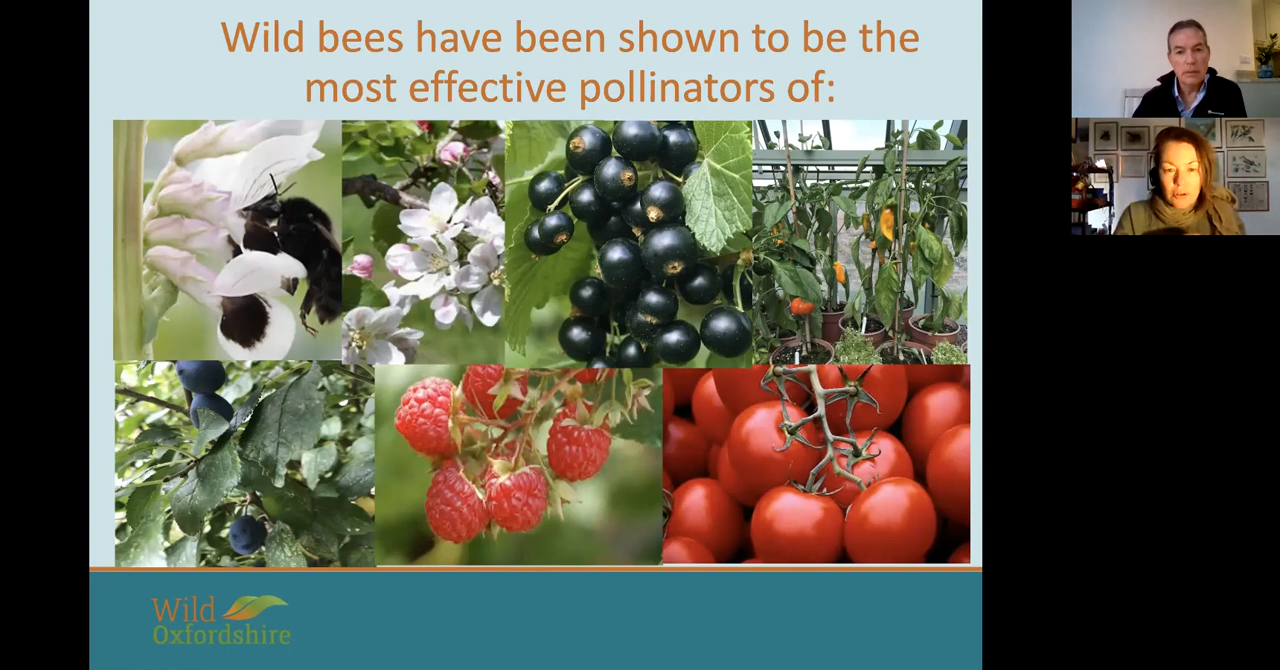 Wild bees have been shown to be the
most effective pollinators of:
Wild
Oxfordshire